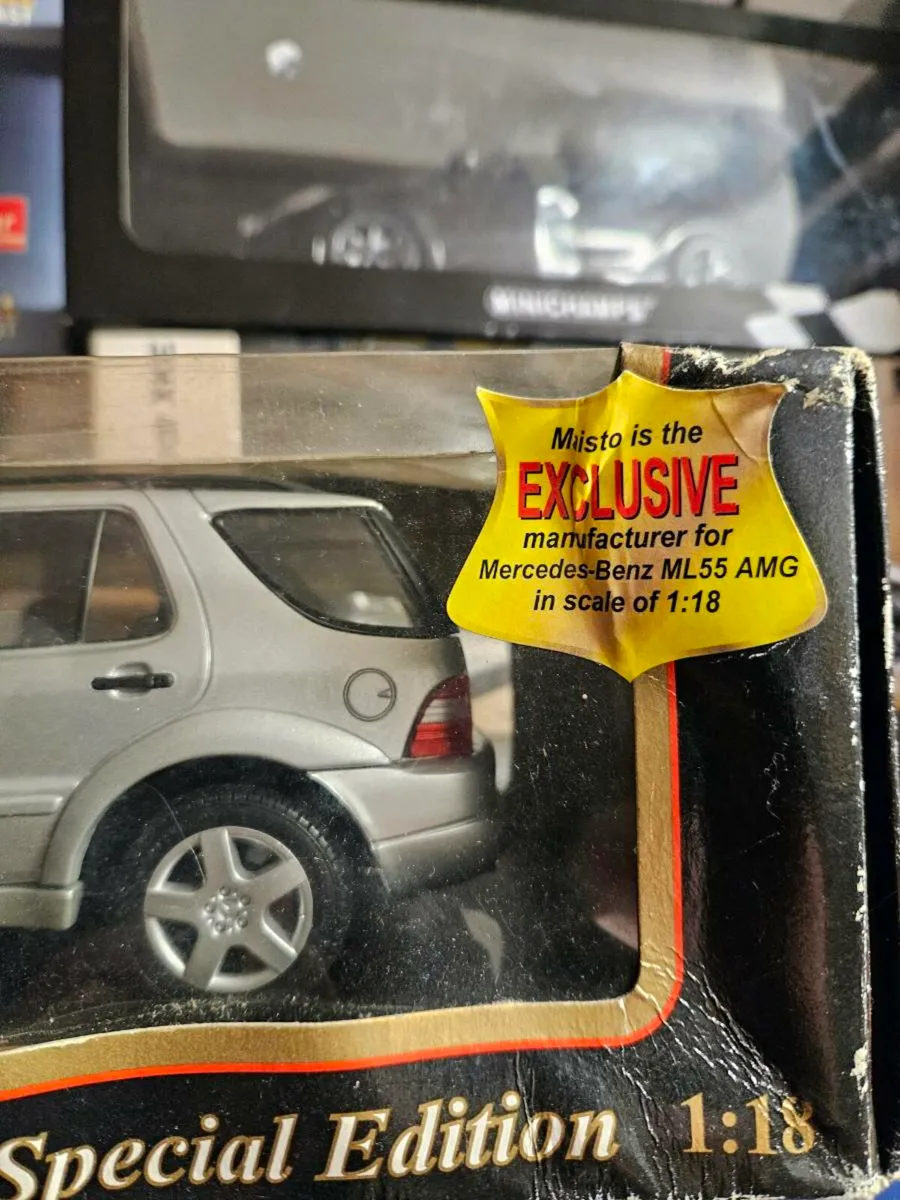 MINICHAMPS
Maisto is the
EXCLUSIVE
manufacturer for
Mercedes-Benz ML55 AMG
in scale of 1:18
Special Edition 1:18